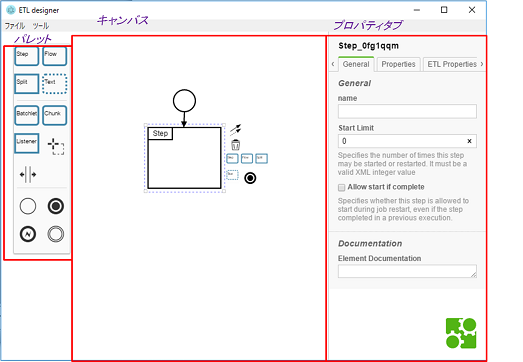 ETL designer
ファイル ツール
パレット
キャンバス
プロパティタブ
Step
Flow
Split
Text
Batchlet
Chunk
Listener
Step
Step_0fg1qqm
General
Properties
ETL Properties
General
name
Start Limit
0
Specifies the number of times this step
may be started or restarted. It must be a
valid XML integer value
Allow start if complete
Specifies whether this step is allowed to
start during job restart, even if the step
completed in a previous execution.
Documentation
Element Documentation